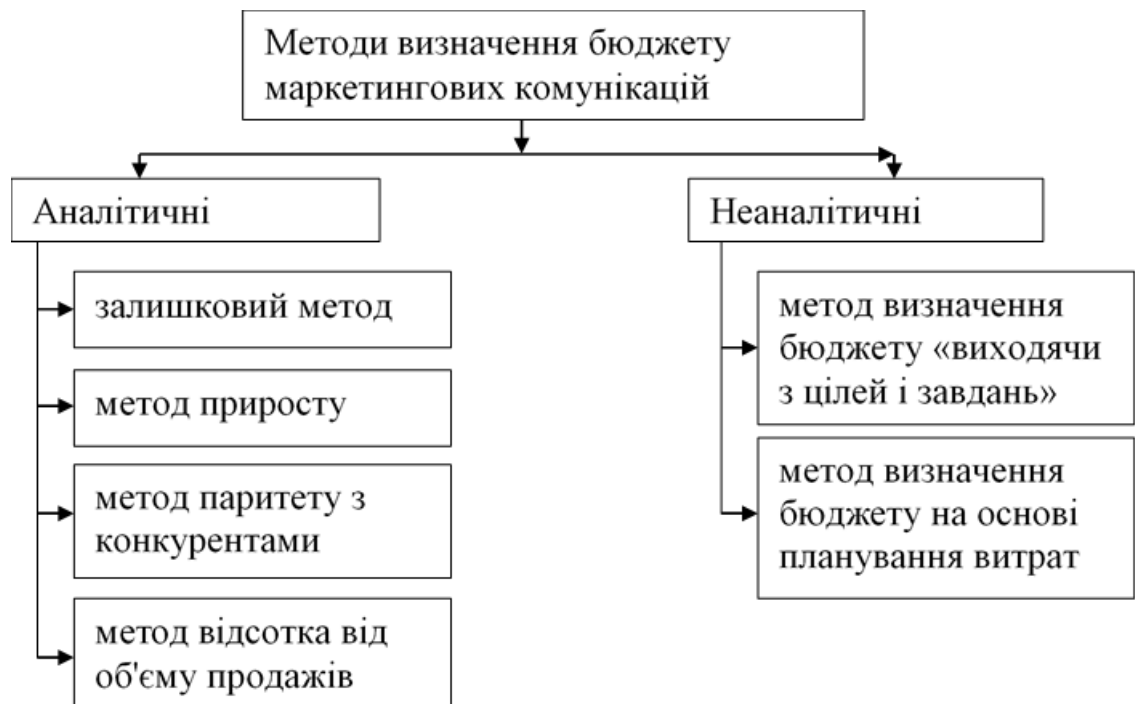 Методи визначення бюджету
маркетингових комунікацій
Аналітичні
залишковий метод
метод приросту
метод паритету з
конкурентами
метод відсотка від
об'єму продажів
Неаналітичні
метод визначення
бюджету «виходячи
з цілей і завдань»
метод визначення
бюджету на основі
планування витрат